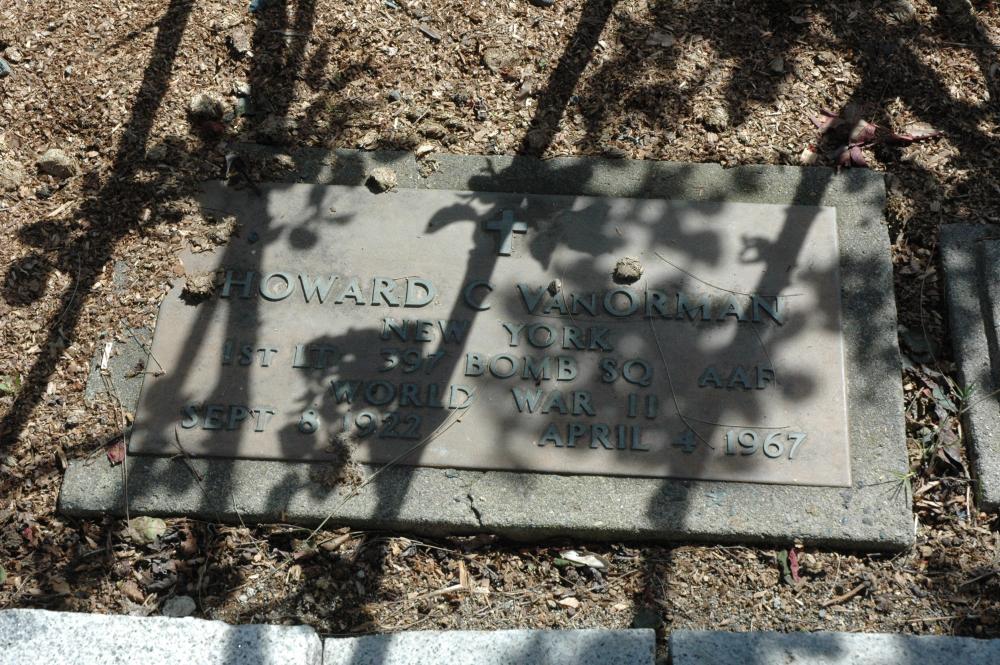 HOWARD C VANORMAN
NEW YORK
1ST LT 397 BOMB SQ AAF
WORLD WAR II
SEPT 8 1922 APRIL 4 1967